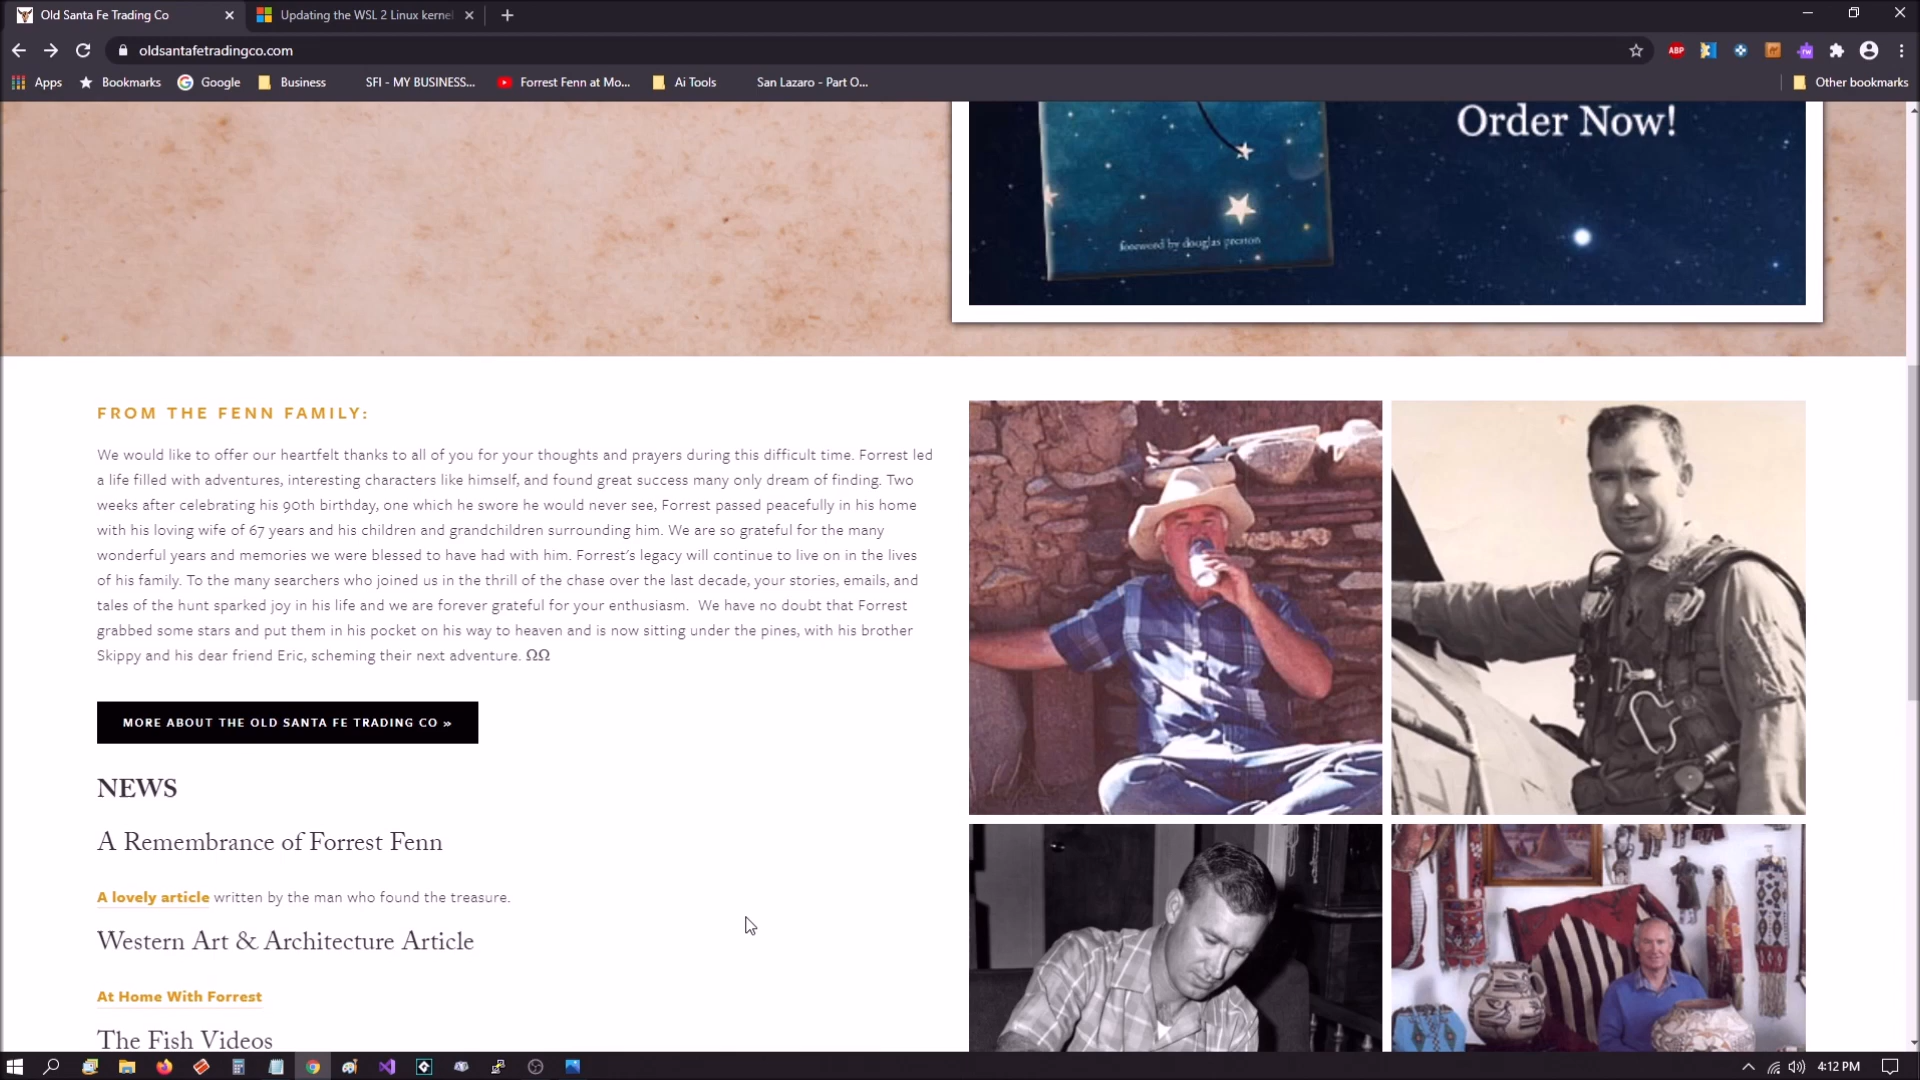 Old Santa Fe Trading Co
Updating the WSL 2 Linux kernel
oldsantafetradingco.com
ABP
Apps
Bookmarks
Google
Business
SFI - MY BUSINESS...
Forrest Fenn at Mo...
Ai Tools
San Lazaro - Part O...
Other bookmarks
Order Now!
foreword by douglas preston
FROM THE FENN FAMILY:
We would like to offer our heartfelt thanks to all of you for your thoughts and prayers during this difficult time. Forrest led
a life filled with adventures, interesting characters like himself, and found great success many only dream of finding. Two
weeks after celebrating his 90th birthday, one which he swore he would never see, Forrest passed peacefully in his home
with his loving wife of 67 years and his children and grandchildren surrounding him. We are so grateful for the many
wonderful years and memories we were blessed to have had with him. Forrest's legacy will continue to live on in the lives
of his family. To the many searchers who joined us in the thrill of the chase over the last decade, your stories, emails, and
tales of the hunt sparked joy in his life and we are forever grateful for your enthusiasm. We have no doubt that Forrest
grabbed some stars and put them in his pocket on his way to heaven and is now sitting under the pines, with his brother
Skippy and his dear friend Eric, scheming their next adventure. ΩΩ
MORE ABOUT THE OLD SANTA FE TRADING CO »
NEWS
A Remembrance of Forrest Fenn
A lovely article written by the man who found the treasure.
Western Art & Architecture Article
At Home With Forrest
The Fish Videos
4:12 PM